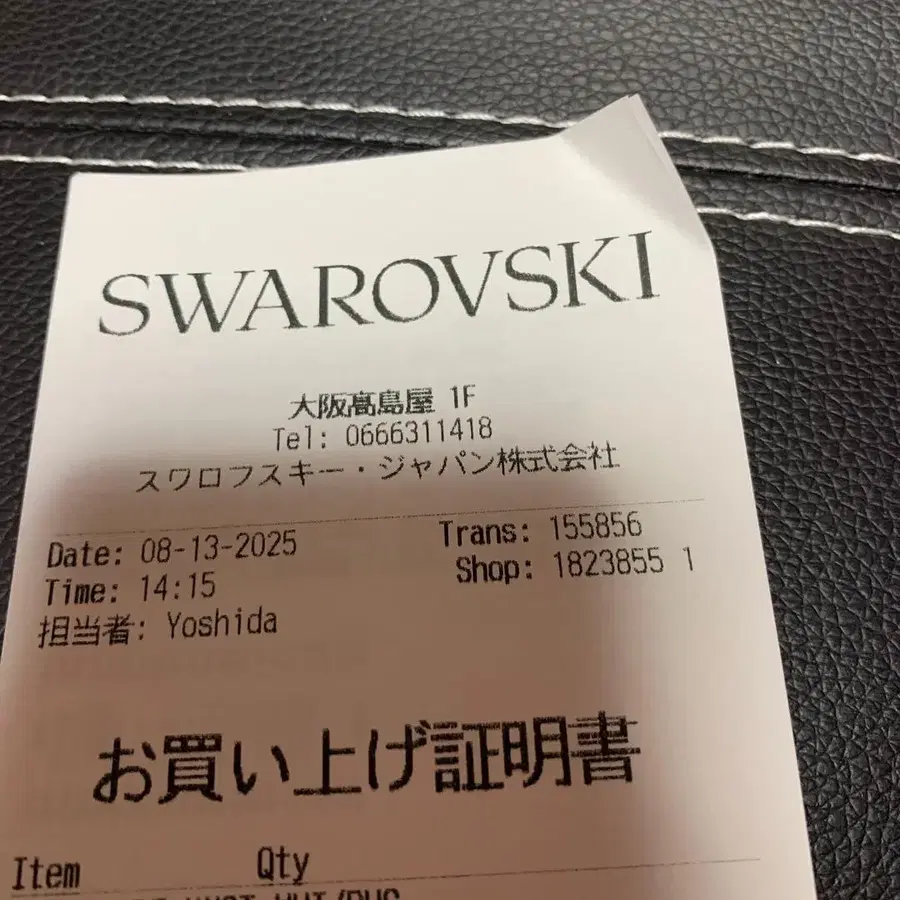 SWAROVSKI
大阪髙島屋 1F
Tel: 0666311418
スワロフスキー・ジャパン株式会社
Date: 08-13-2025 Trans: 155856
Time: 14:15 Shop: 1823855 1
担当者: Yoshida
お買い上げ証明書
Item Qty